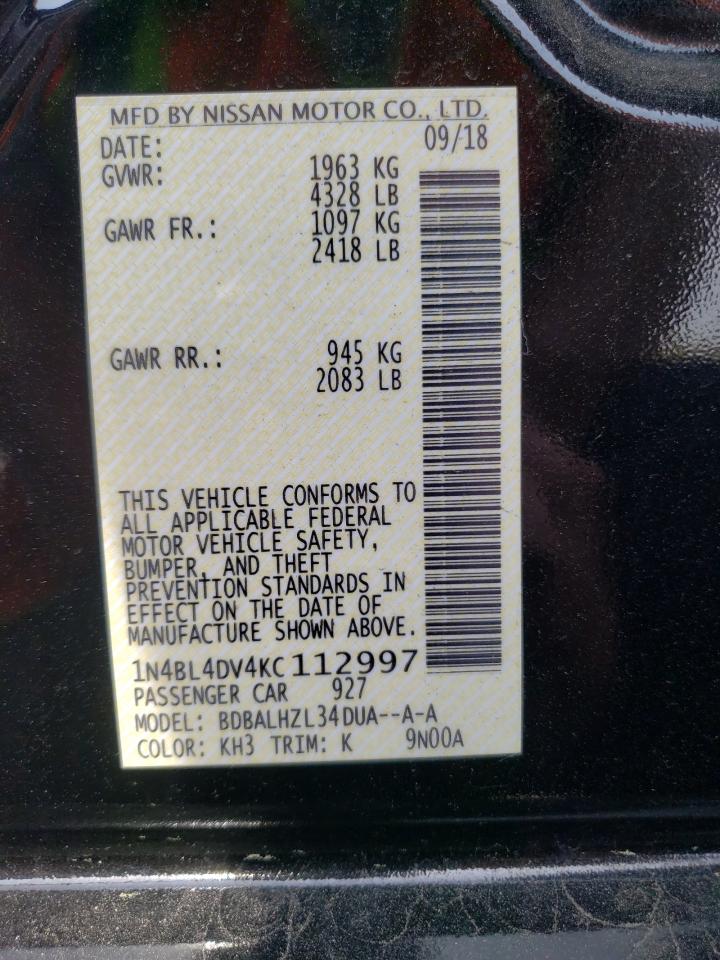 MFD BY NISSAN MOTOR CO., LTD.
DATE: 09/18
GVWR: 1963 KG
4328 LB
GAWR FR.: 1097 KG
2418 LB
GAWR RR.: 945 KG
2083 LB
THIS VEHICLE CONFORMS TO
ALL APPLICABLE FEDERAL
MOTOR VEHICLE SAFETY,
BUMPER, AND THEFT
PREVENTION STANDARDS IN
EFFECT ON THE DATE OF
MANUFACTURE SHOWN ABOVE.
1N4BL4DV4KC112997
PASSENGER CAR 927
MODEL: BDBALHZL34DUA--A-A
COLOR: KH3 TRIM: K 9N00A